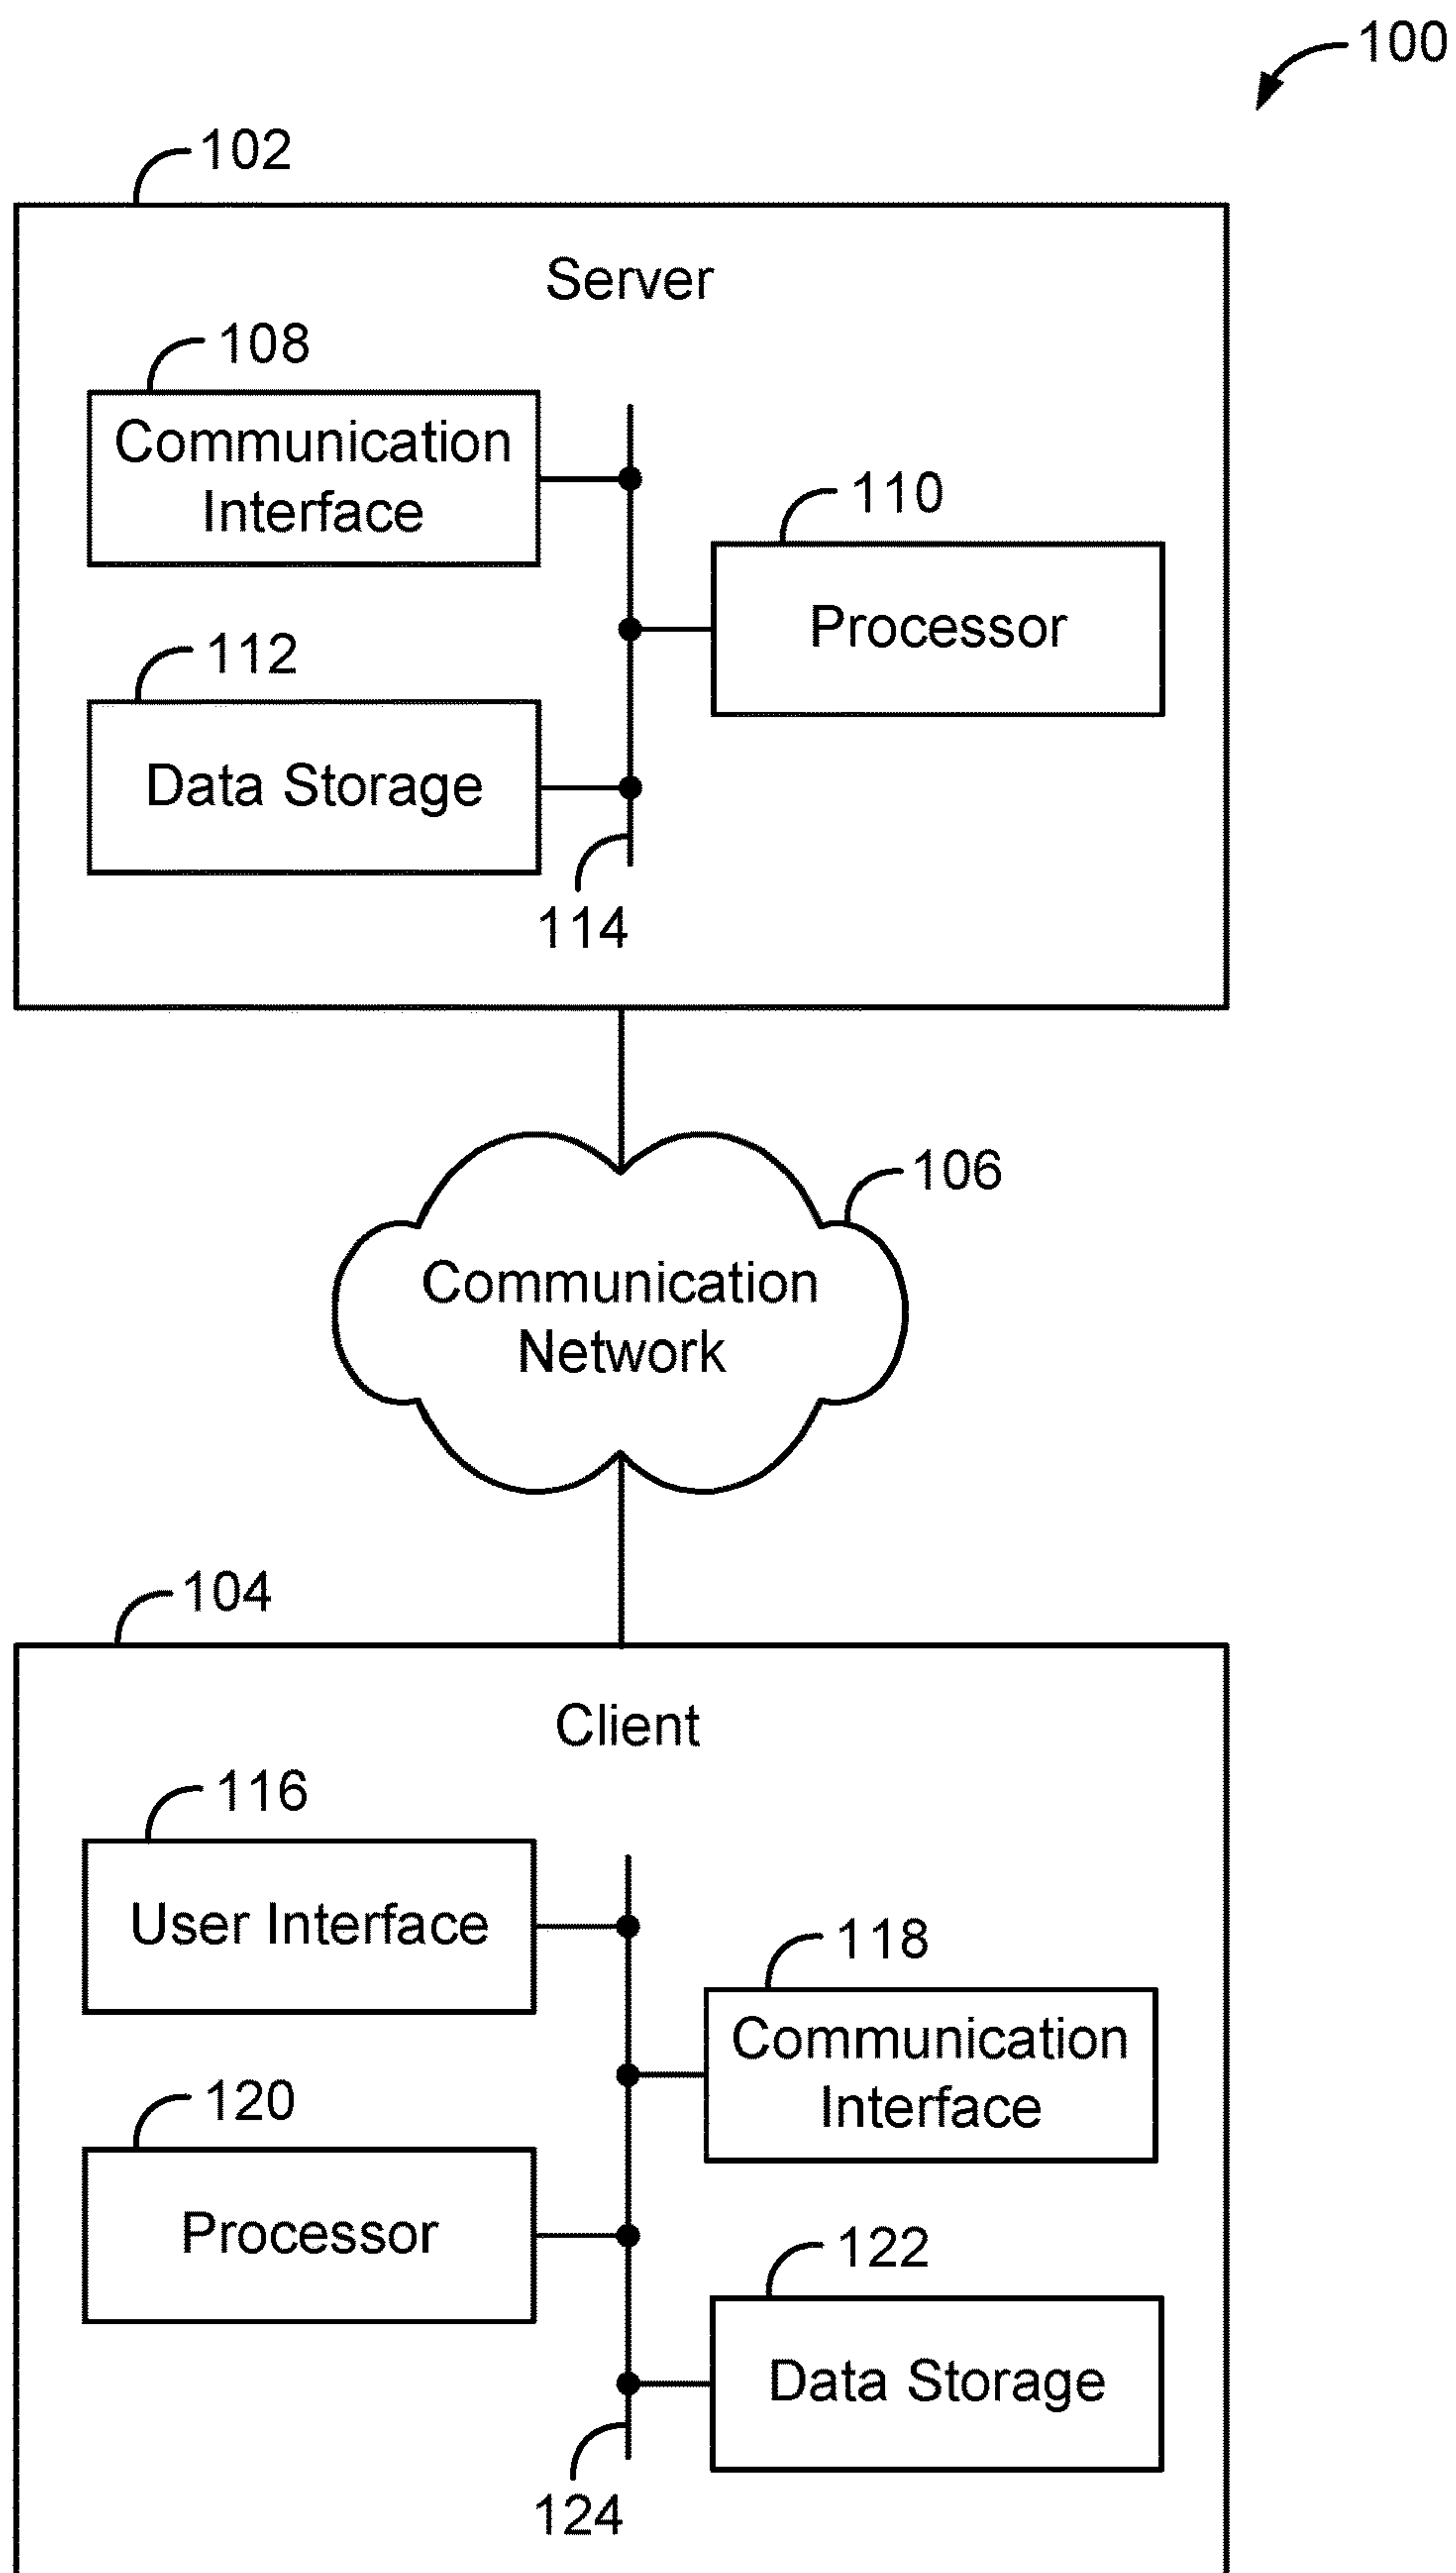 100
102
Server
108
Communication
Interface
110
Processor
112
Data Storage
114
106
Communication
Network
104
Client
116
User Interface
118
Communication
Interface
120
Processor
122
Data Storage
124